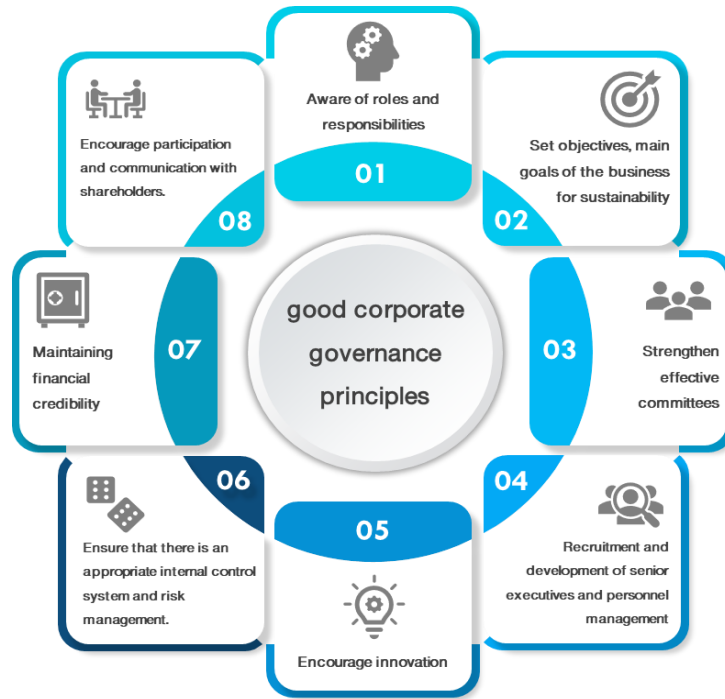 good corporate
governance
principles
01
Aware of roles and
responsibilities
02
Set objectives, main
goals of the business
for sustainability
03
Strengthen
effective
committees
04
Recruitment and
development of senior
executives and personnel
management
05
Encourage innovation
06
Ensure that there is an
appropriate internal control
system and risk
management.
07
Maintaining
financial
credibility
08
Encourage participation
and communication with
shareholders.